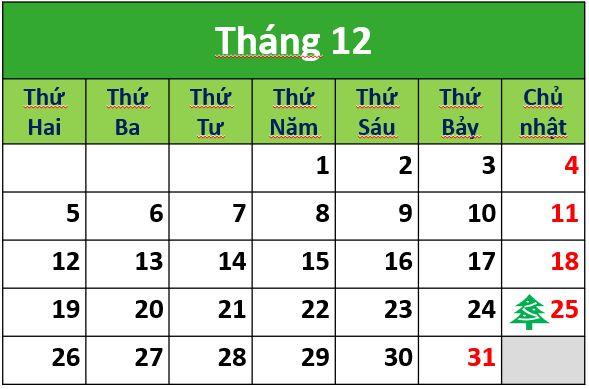 Tháng 12
Thứ Hai Thứ Ba Thứ Tư Thứ Năm Thứ Sáu Thứ Bảy Chủ nhật
1 2 3 4
5 6 7 8 9 10 11
12 13 14 15 16 17 18
19 20 21 22 23 24 25
26 27 28 29 30 31